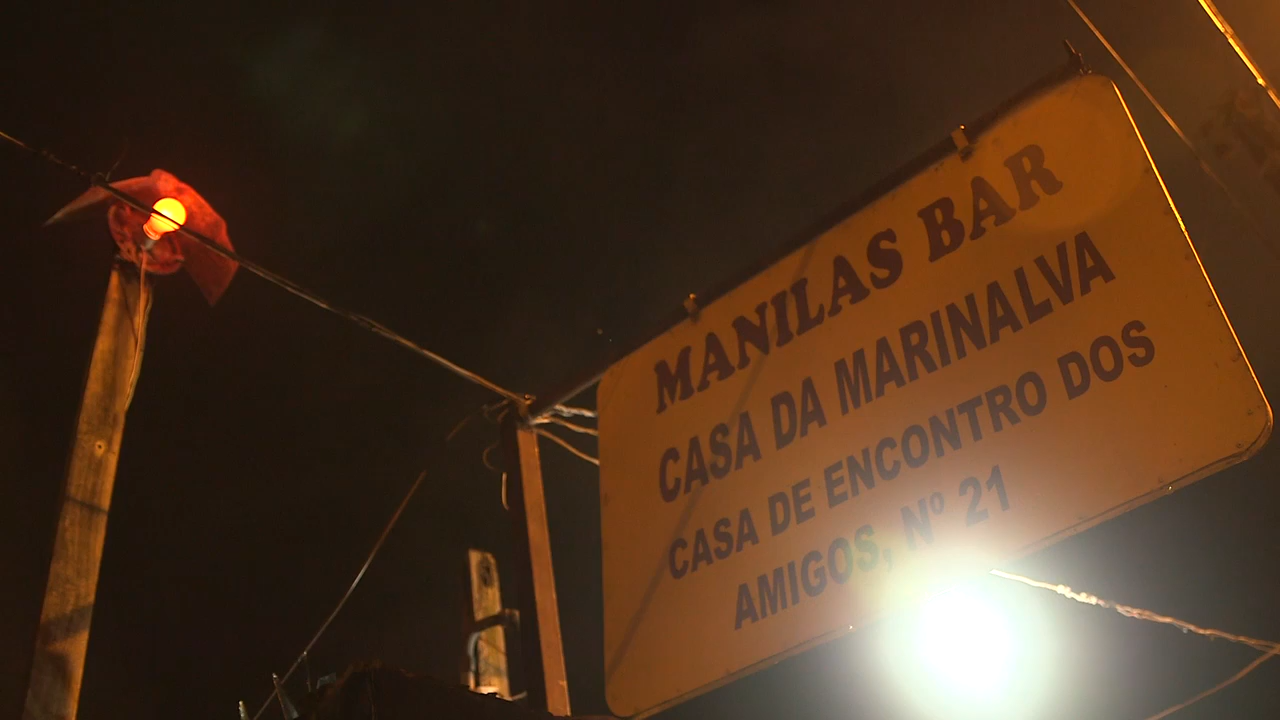 MANILAS BAR
CASA DA MARINALVA
CASA DE ENCONTRO DOS
AMIGOS, Nº 21